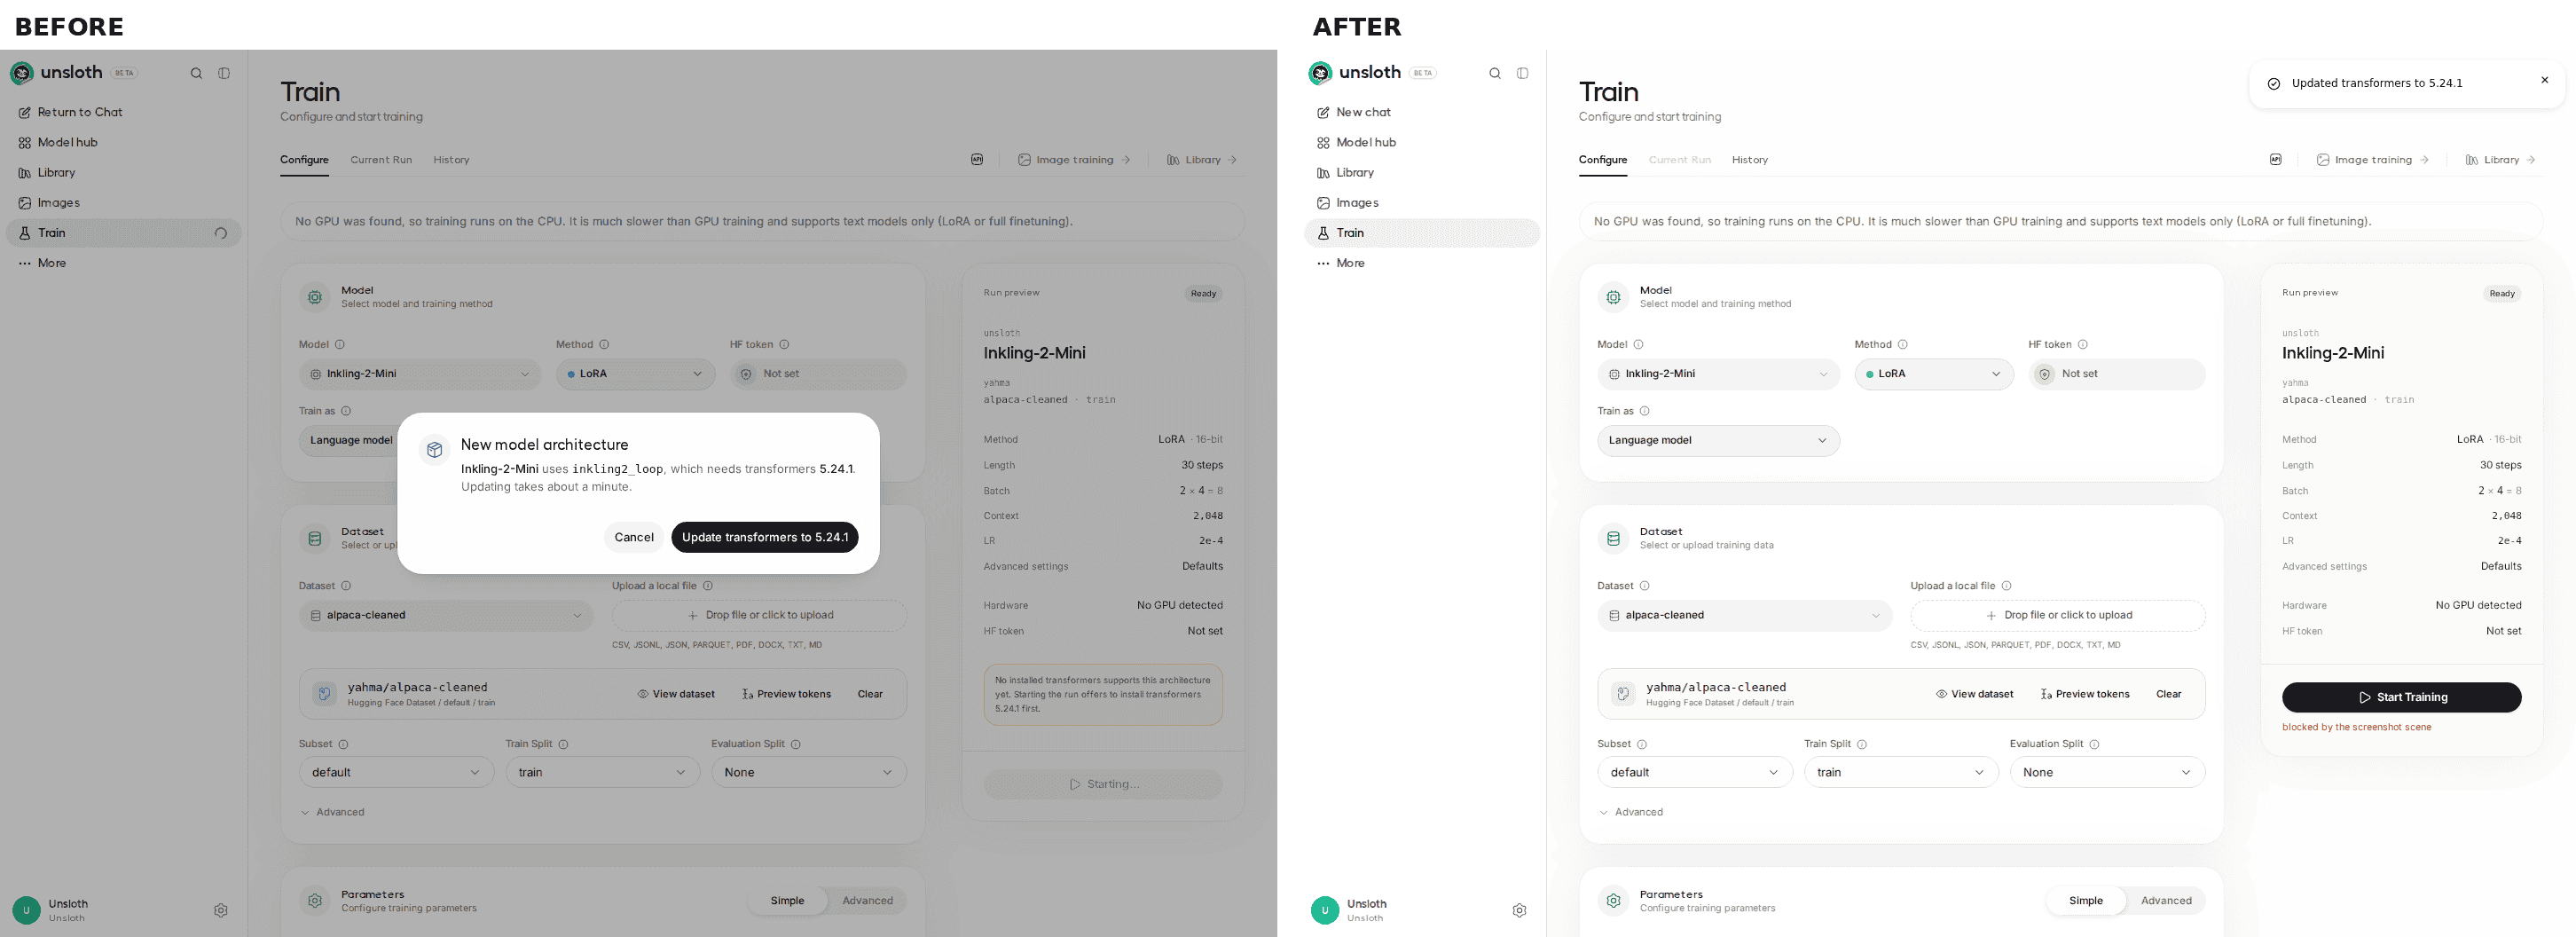 BEFORE
unsloth BETA
Return to Chat
Model hub
Library
Images
Train
More
Unsloth
Unsloth
Train
Configure and start training
Configure Current Run History
API Image training → Library →
No GPU was found, so training runs on the CPU. It is much slower than GPU training and supports text models only (LoRA or full finetuning).
Model
Select model and training method
Model Method HF token
Inkling-2-Mini LoRA Not set
Train as
Language model
New model architecture
Inkling-2-Mini uses inkling2_loop, which needs transformers 5.24.1.
Updating takes about a minute.
Cancel Update transformers to 5.24.1
Dataset
Select or upl
Dataset Upload a local file
alpaca-cleaned Drop file or click to upload
CSV, JSONL, JSON, PARQUET, PDF, DOCX, TXT, MD
yahma/alpaca-cleaned
Hugging Face Dataset / default / train
View dataset Preview tokens Clear
Subset Train Split Evaluation Split
default train None
Advanced
Parameters
Configure training parameters
Simple Advanced
Run preview Ready
unsloth
Inkling-2-Mini
yahma
alpaca-cleaned · train
Method LoRA · 16-bit
Length 30 steps
Batch 2 × 4 = 8
Context 2,048
LR 2e-4
Advanced settings Defaults
Hardware No GPU detected
HF token Not set
No installed transformers supports this architecture
yet. Starting the run offers to install transformers
5.24.1 first.
Starting...
AFTER
unsloth BETA
New chat
Model hub
Library
Images
Train
More
U Unsloth
Unsloth
Train
Configure and start training
Updated transformers to 5.24.1
Configure Current Run History
API Image training → Library →
No GPU was found, so training runs on the CPU. It is much slower than GPU training and supports text models only (LoRA or full finetuning).
Model
Select model and training method
Model Method HF token
Inkling-2-Mini LoRA Not set
Train as
Language model
Dataset
Select or upload training data
Dataset Upload a local file
alpaca-cleaned Drop file or click to upload
CSV, JSONL, JSON, PARQUET, PDF, DOCX, TXT, MD
yahma/alpaca-cleaned
Hugging Face Dataset / default / train
View dataset Preview tokens Clear
Subset Train Split Evaluation Split
default train None
Advanced
Parameters
Configure training parameters
Simple Advanced
Run preview Ready
unsloth
Inkling-2-Mini
yahma
alpaca-cleaned · train
Method LoRA · 16-bit
Length 30 steps
Batch 2 × 4 = 8
Context 2,048
LR 2e-4
Advanced settings Defaults
Hardware No GPU detected
HF token Not set
Start Training
blocked by the screenshot scene